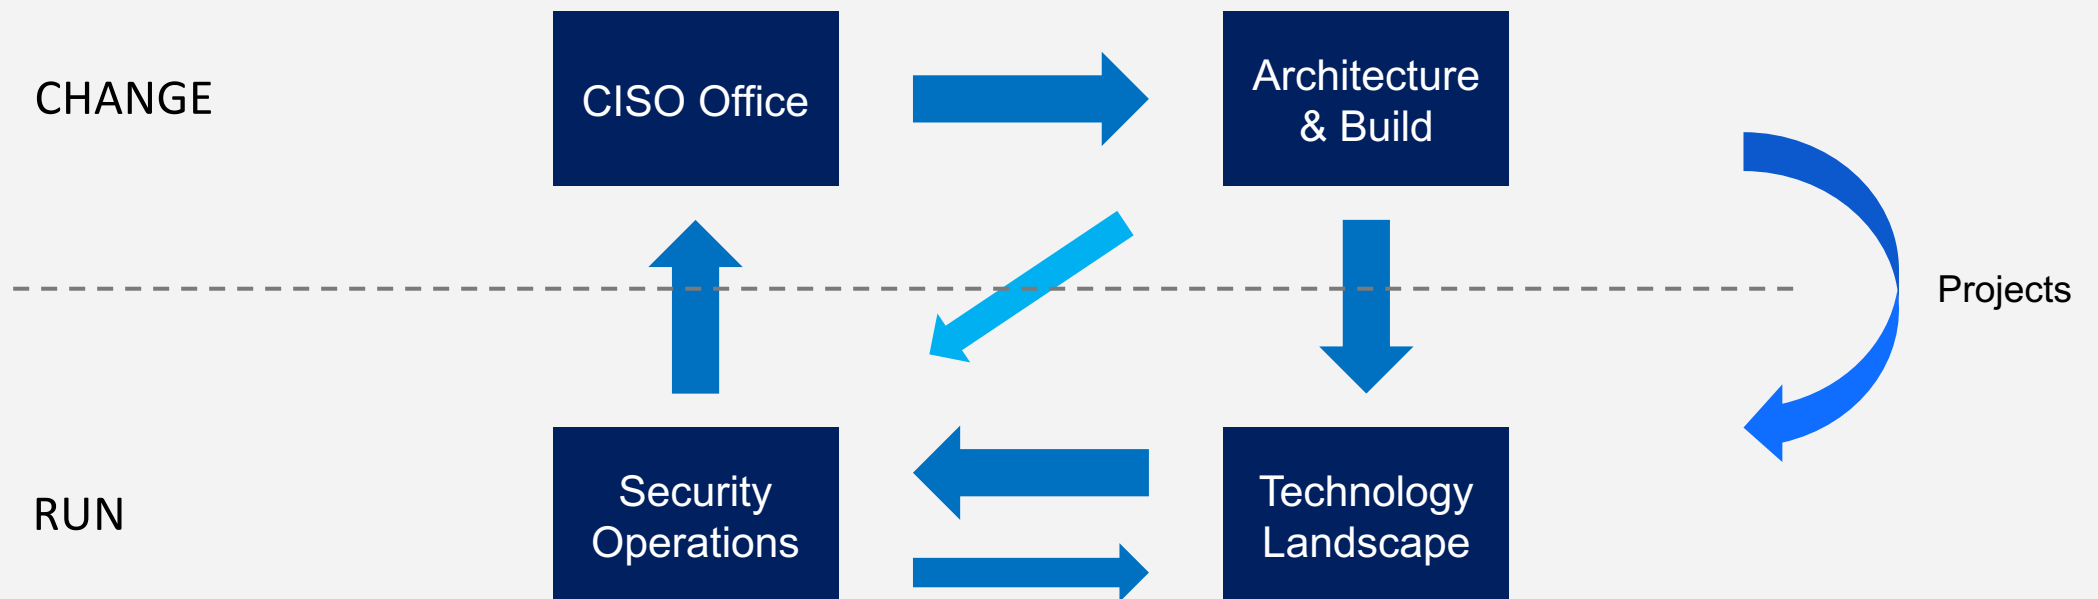 CHANGE
CISO Office
Architecture
& Build
Projects
RUN
Security
Operations
Technology
Landscape